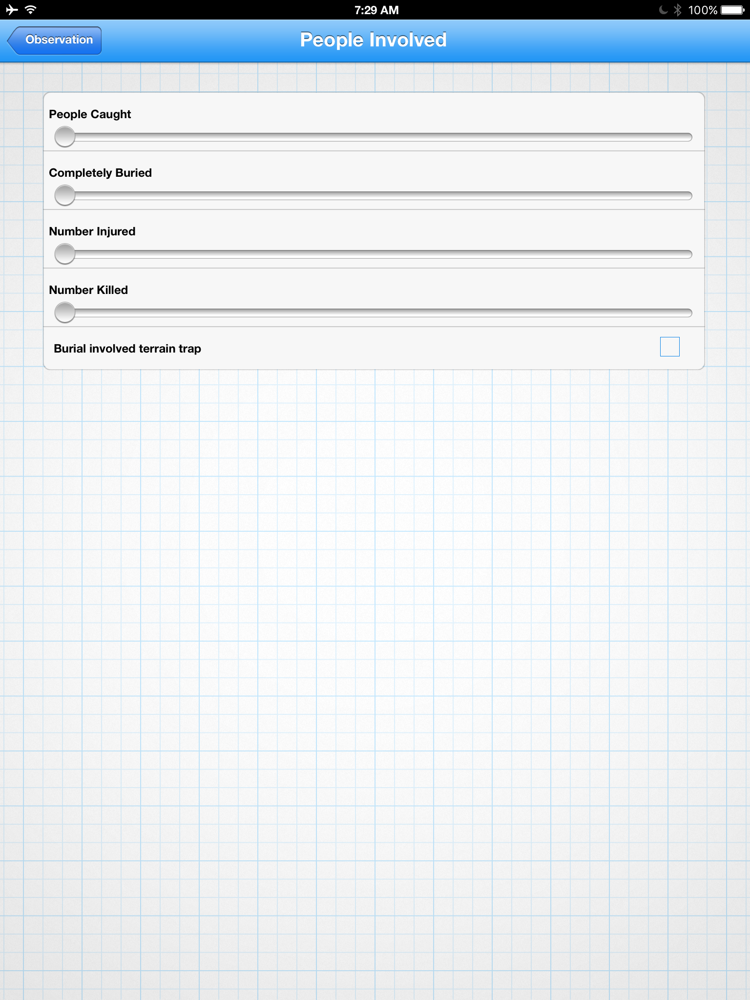 7:29 AM
100%
Observation
People Involved
People Caught
Completely Buried
Number Injured
Number Killed
Burial involved terrain trap